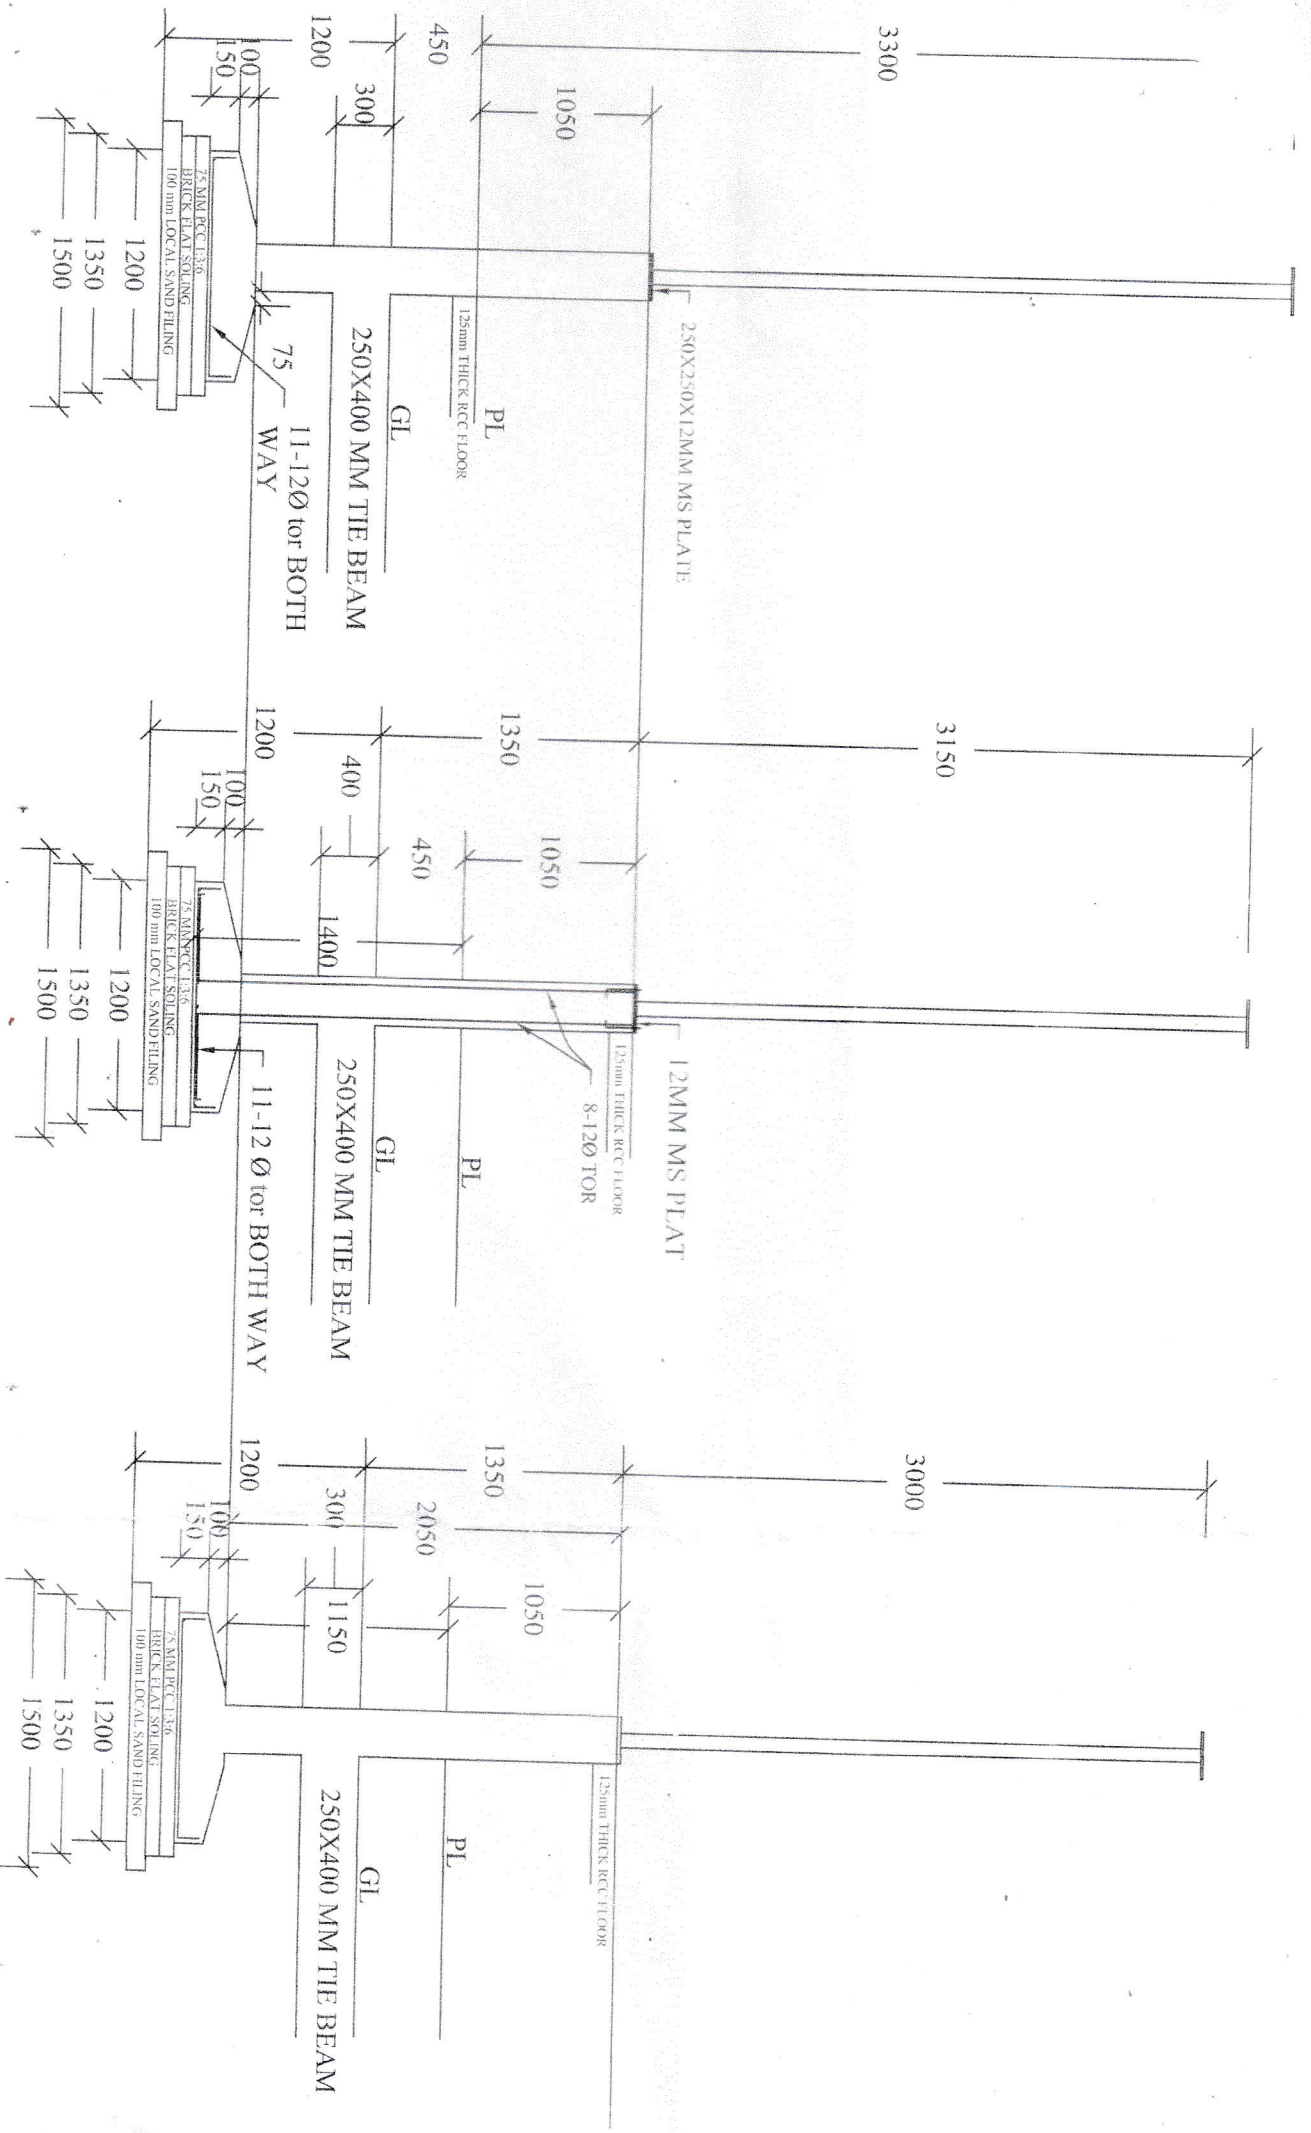 3300
450
1200
1050
300
100
150
250X250X12MM MS PLATE
PL
125mm THICK RCC FLOOR
GL
250X400 MM TIE BEAM
75
11-12Ø tor BOTH
WAY
75 MM PCC 1:3:6
BRICK FLAT SOLING
100 mm LOCAL SAND FILING
1200
1350
1500
3150
1350
1200
1050
450
400
1400
100
150
12MM MS PLAT
125mm THICK RCC FLOOR
8-12Ø TOR
PL
GL
250X400 MM TIE BEAM
11-12 Ø tor BOTH WAY
75 MM PCC 1:3:6
BRICK FLAT SOLING
100 mm LOCAL SAND FILING
1200
1350
1500
3000
1350
1200
2050
1050
300
1150
100
150
125mm THICK RCC FLOOR
PL
GL
250X400 MM TIE BEAM
75 MM PCC 1:3:6
BRICK FLAT SOLING
100 mm LOCAL SAND FILING
1200
1350
1500